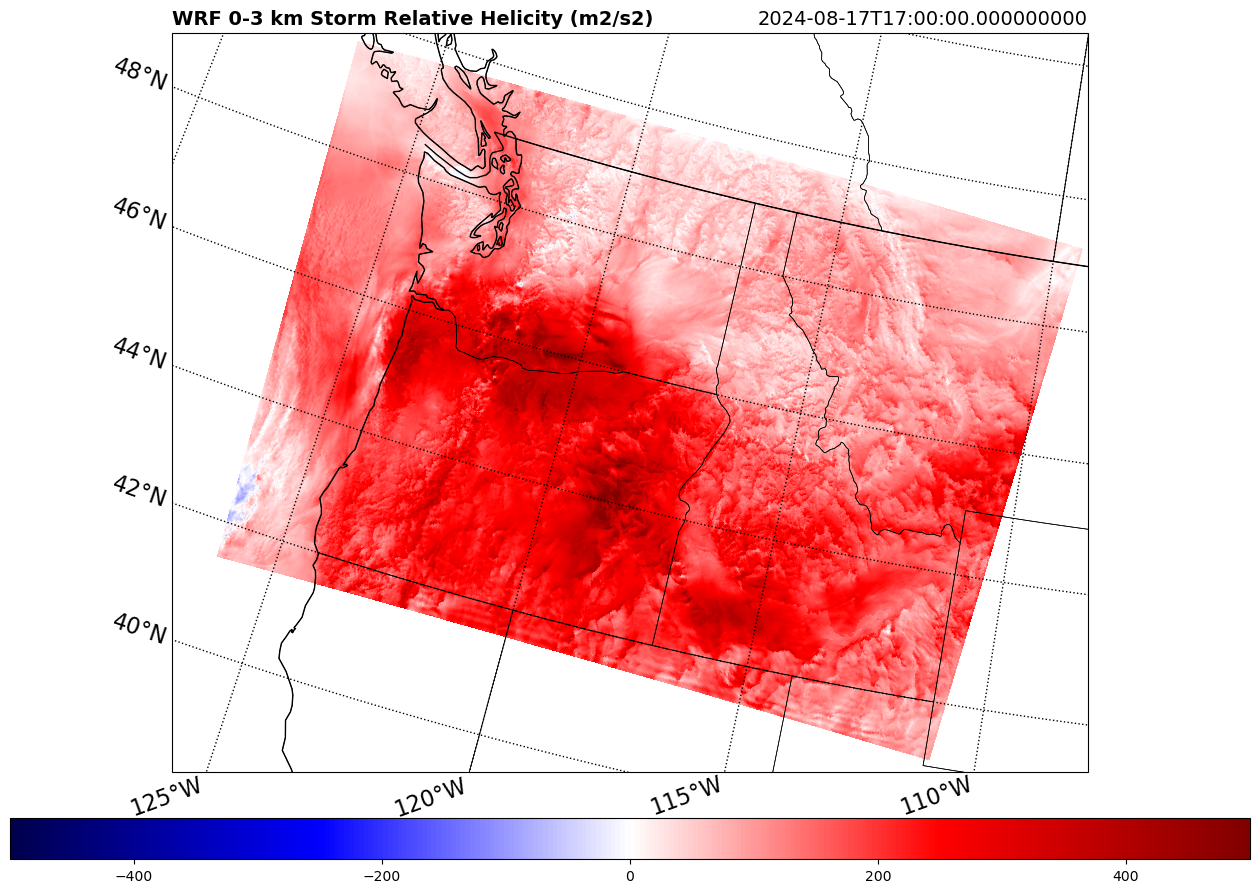 WRF 0-3 km Storm Relative Helicity (m2/s2)
2024-08-17T17:00:00.000000000
48°N
46°N
44°N
42°N
40°N
125°W
120°W
115°W
110°W
−400
−200
0
200
400